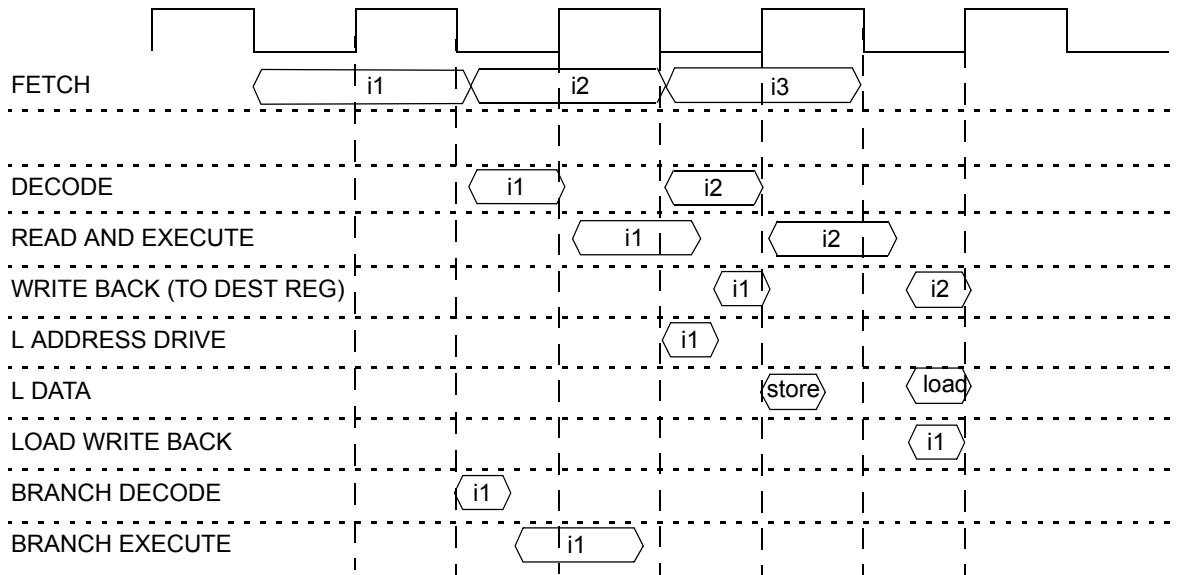 FETCH i1 i2 i3
DECODE i1 i2
READ AND EXECUTE i1 i2
WRITE BACK (TO DEST REG) i1 i2
L ADDRESS DRIVE i1
L DATA store load
LOAD WRITE BACK i1
BRANCH DECODE i1
BRANCH EXECUTE i1